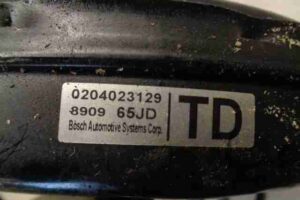 0204023129
8909 65JD
Bosch Automotive Systems Corp.
TD